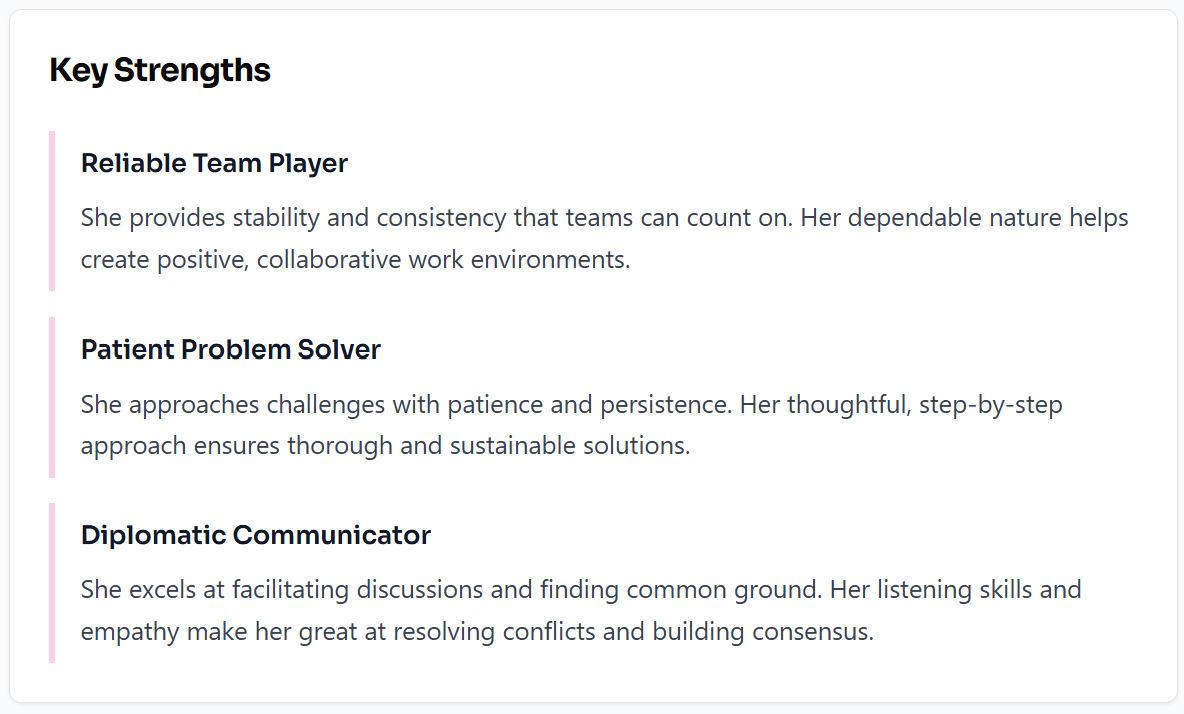 Key Strengths
Reliable Team Player
She provides stability and consistency that teams can count on. Her dependable nature helps
create positive, collaborative work environments.
Patient Problem Solver
She approaches challenges with patience and persistence. Her thoughtful, step-by-step
approach ensures thorough and sustainable solutions.
Diplomatic Communicator
She excels at facilitating discussions and finding common ground. Her listening skills and
empathy make her great at resolving conflicts and building consensus.